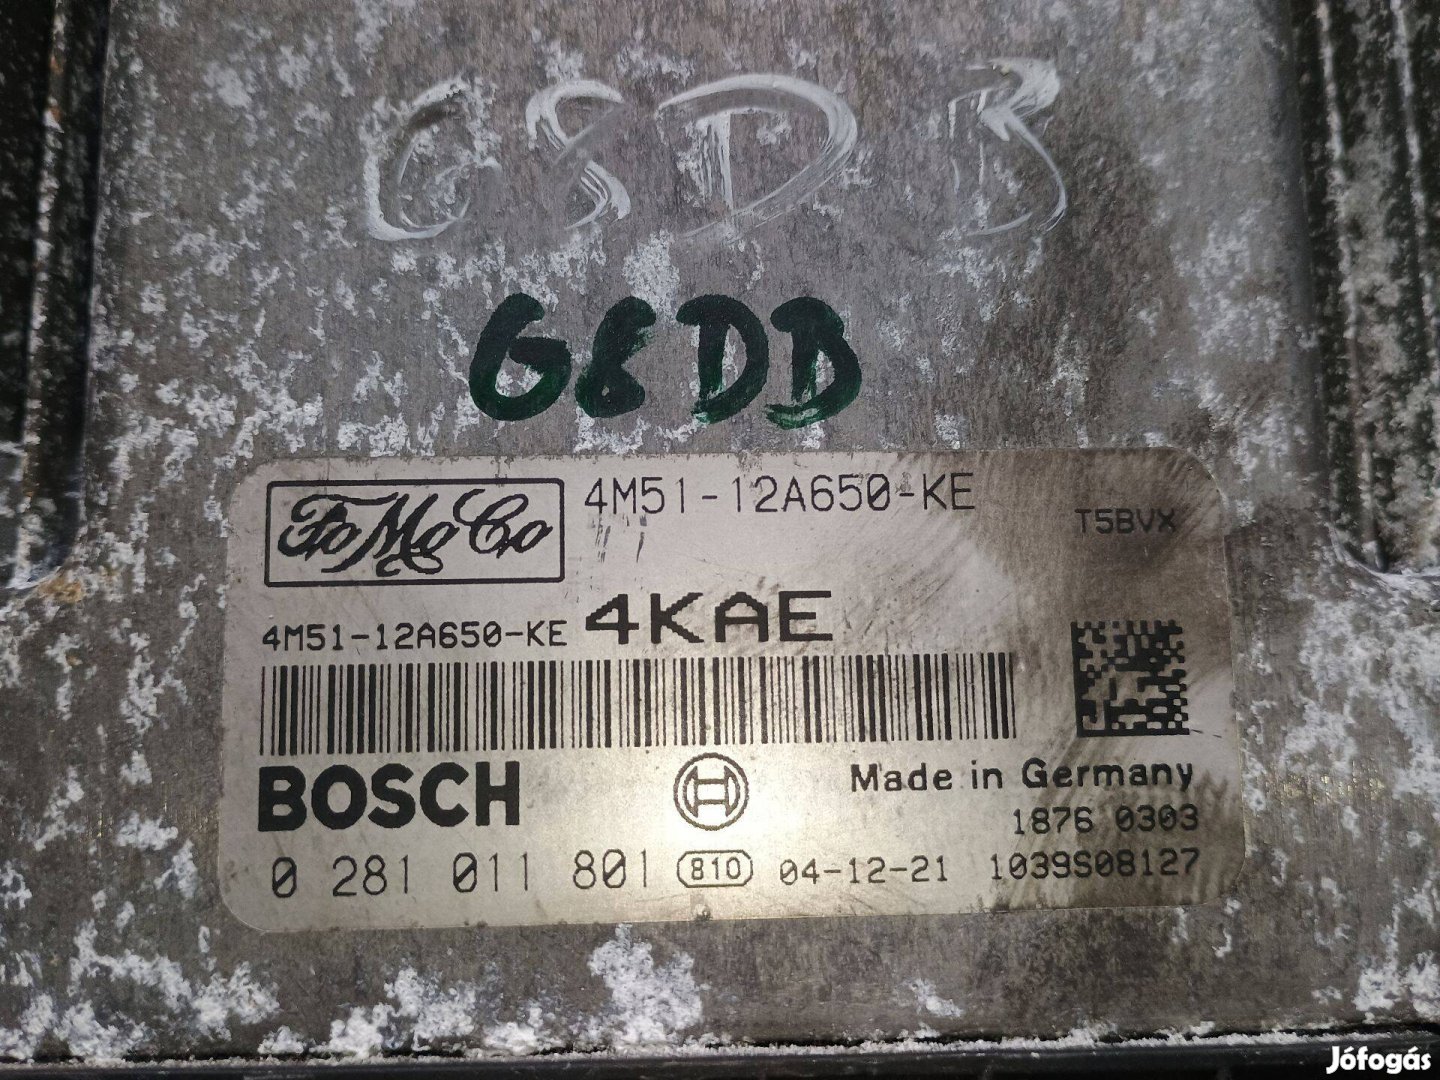 G8DB
G8DB
FoMoCo
4M51-12A650-KE
T5BVX
4M51-12A650-KE 4KAE
BOSCH
Made in Germany
1876 0303
0 281 011 801 810 04-12-21 1039S08127
Jófogás